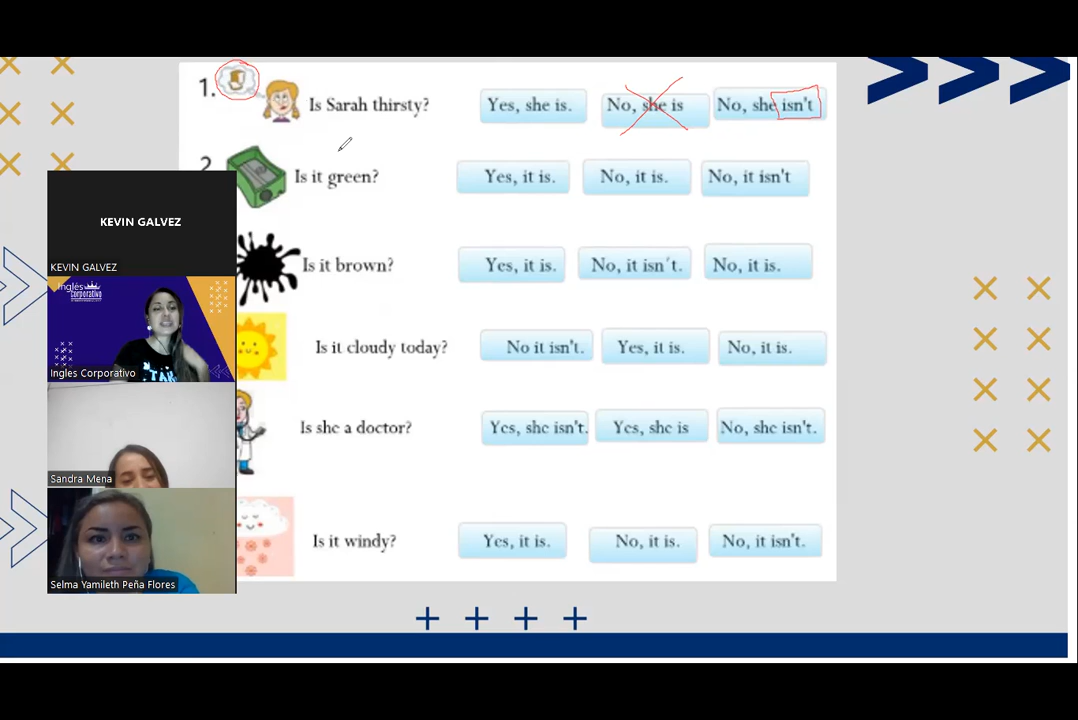 1.
Is Sarah thirsty?
Yes, she is.
No, she is
No, she isn't
2
Is it green?
Yes, it is.
No, it is.
No, it isn't
KEVIN GALVEZ
KEVIN GALVEZ
Is it brown?
Yes, it is.
No, it isn´t.
No, it is.
Inglés
Corporativo
Ingles Corporativo
Is it cloudy today?
No it isn't.
Yes, it is.
No, it is.
Is she a doctor?
Yes, she isn't.
Yes, she is
No, she isn't.
Sandra Mena
Is it windy?
Yes, it is.
No, it is.
No, it isn't.
Selma Yamileth Peña Flores